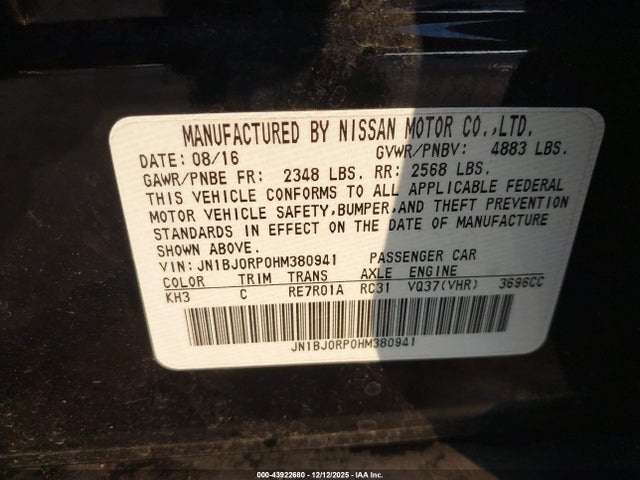 MANUFACTURED BY NISSAN MOTOR CO.,LTD.
DATE: 08/16 GVWR/PNBV: 4883 LBS.
GAWR/PNBE FR: 2348 LBS. RR: 2568 LBS.
THIS VEHICLE CONFORMS TO ALL APPLICABLE FEDERAL
MOTOR VEHICLE SAFETY,BUMPER,AND THEFT PREVENTION
STANDARDS IN EFFECT ON THE DATE OF MANUFACTURE
SHOWN ABOVE.
VIN: JN1BJ0RP0HM380941 PASSENGER CAR
COLOR TRIM TRANS AXLE ENGINE
KH3 C RE7R01A RC31 VQ37(VHR) 3696CC
JN1BJ0RP0HM380941
000-43922680 - 12/12/2025 - IAA Inc.